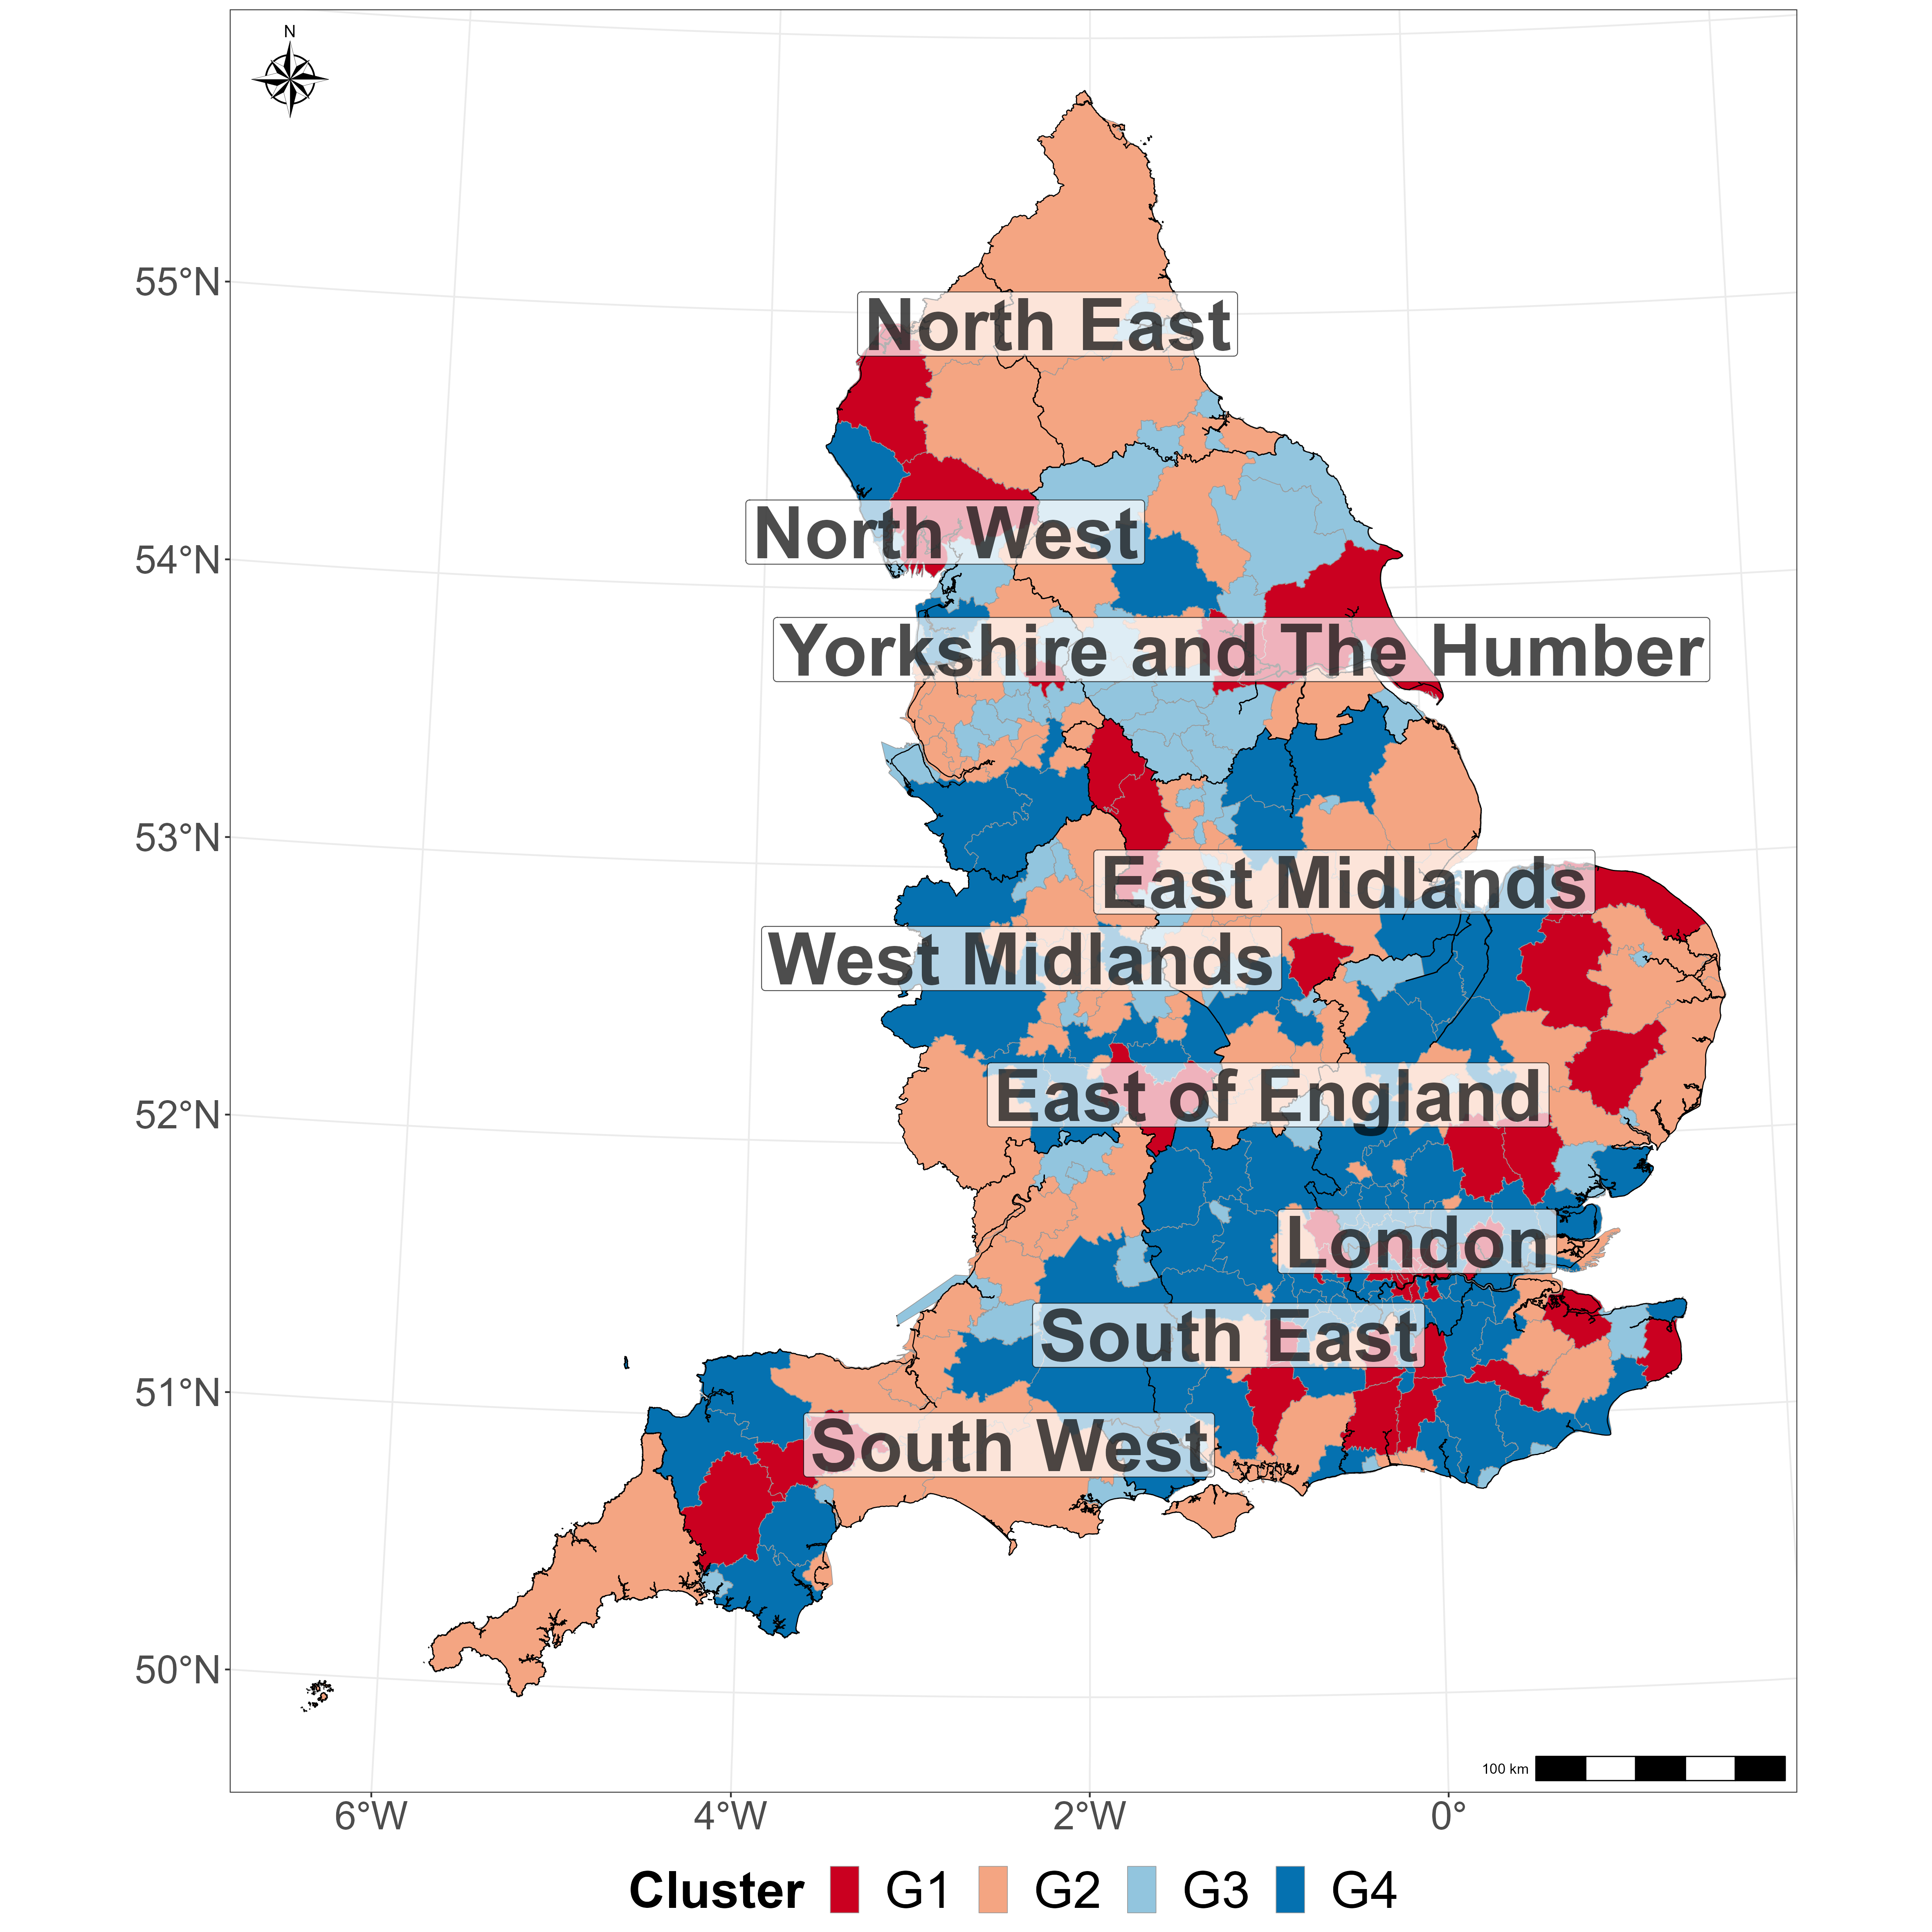 N
55°N
North East
North West
54°N
Yorkshire and The Humber
53°N
East Midlands
West Midlands
52°N
East of England
London
South East
51°N
South West
50°N
100 km
6°W 4°W 2°W 0°
Cluster G1 G2 G3 G4